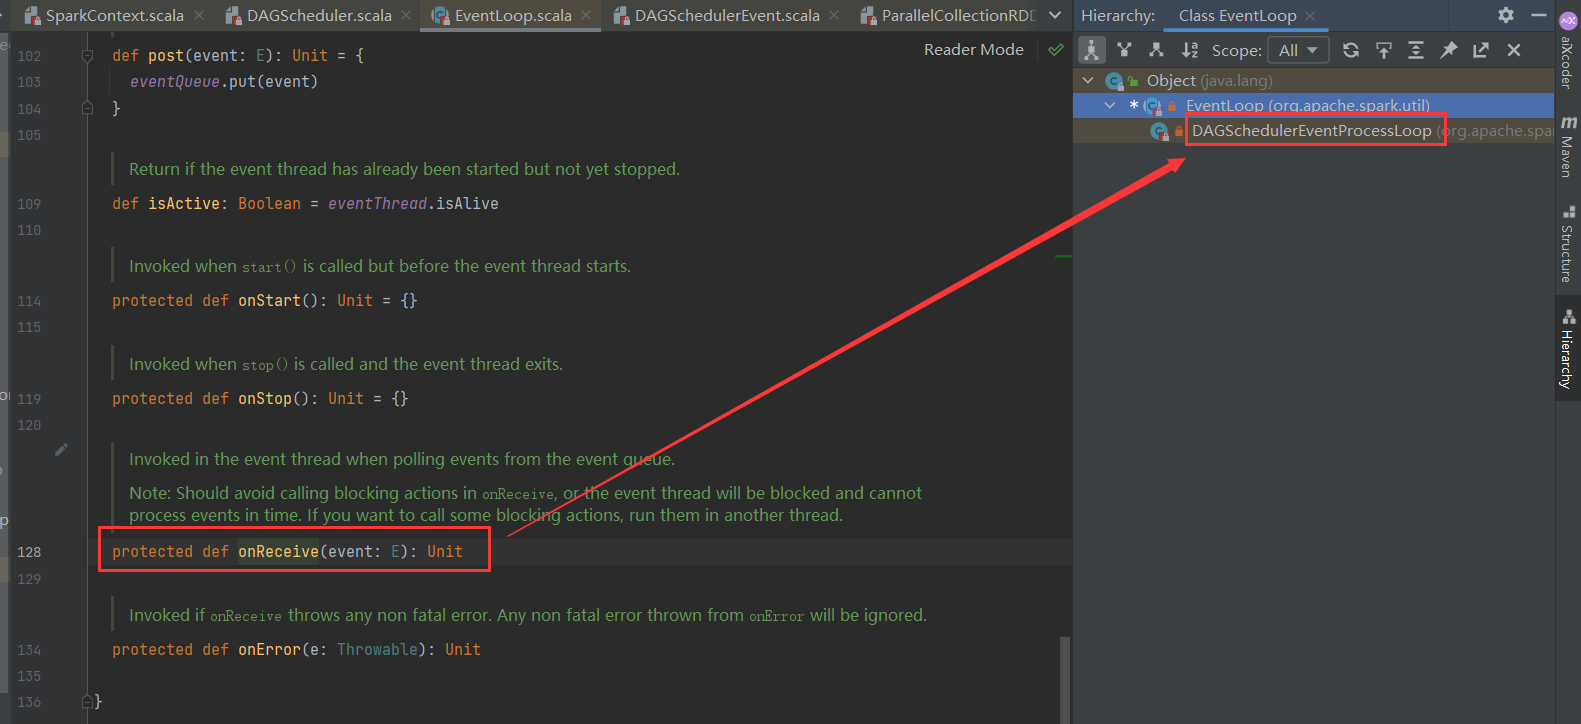 SparkContext.scala DAGScheduler.scala EventLoop.scala DAGSchedulerEvent.scala ParallelCollectionRDD
Hierarchy: Class EventLoop
Reader Mode
Scope: All
102 def post(event: E): Unit = {
103 eventQueue.put(event)
104 }
105
Return if the event thread has already been started but not yet stopped.
109 def isActive: Boolean = eventThread.isAlive
110
Invoked when start() is called but before the event thread starts.
114 protected def onStart(): Unit = {}
115
Invoked when stop() is called and the event thread exits.
119 protected def onStop(): Unit = {}
120
Invoked in the event thread when polling events from the event queue.
Note: Should avoid calling blocking actions in onReceive, or the event thread will be blocked and cannot
process events in time. If you want to call some blocking actions, run them in another thread.
128 protected def onReceive(event: E): Unit
129
Invoked if onReceive throws any non fatal error. Any non fatal error thrown from onError will be ignored.
134 protected def onError(e: Throwable): Unit
135
136 }
Object (java.lang)
* EventLoop (org.apache.spark.util)
DAGSchedulerEventProcessLoop (org.apache.spar
aiXcoder
m Maven
Structure
Hierarchy